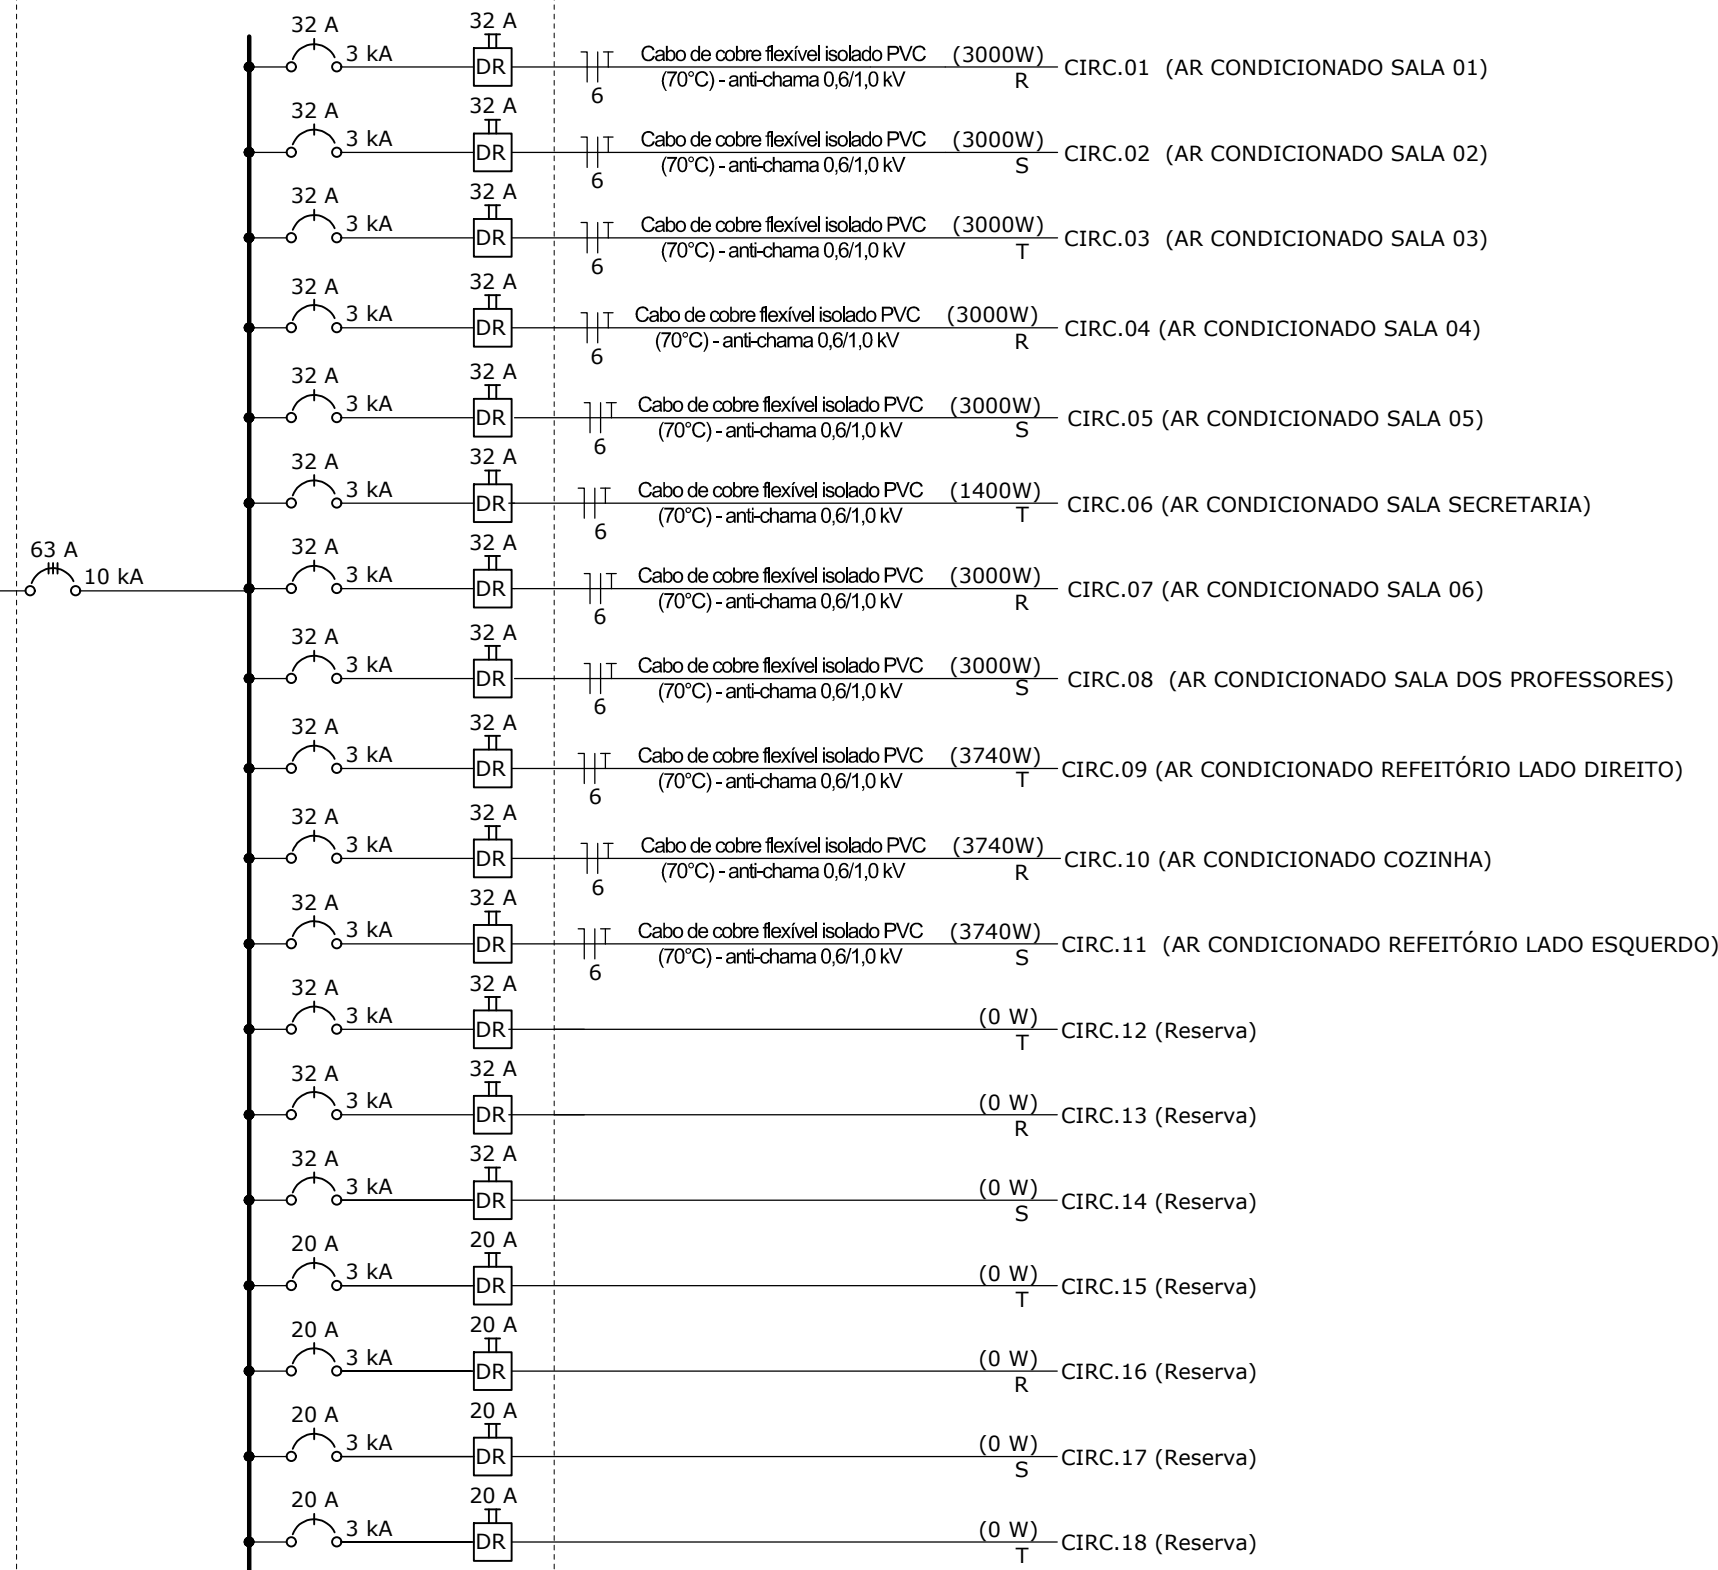 32 A
32 A
3 kA
DR
6
Cabo de cobre flexível isolado PVC
(70°C) - anti-chama 0,6/1,0 kV
(3000W)
R
CIRC.01 (AR CONDICIONADO SALA 01)
32 A
32 A
3 kA
DR
6
Cabo de cobre flexível isolado PVC
(70°C) - anti-chama 0,6/1,0 kV
(3000W)
S
CIRC.02 (AR CONDICIONADO SALA 02)
32 A
32 A
3 kA
DR
6
Cabo de cobre flexível isolado PVC
(70°C) - anti-chama 0,6/1,0 kV
(3000W)
T
CIRC.03 (AR CONDICIONADO SALA 03)
32 A
32 A
3 kA
DR
6
Cabo de cobre flexível isolado PVC
(70°C) - anti-chama 0,6/1,0 kV
(3000W)
R
CIRC.04 (AR CONDICIONADO SALA 04)
32 A
32 A
3 kA
DR
6
Cabo de cobre flexível isolado PVC
(70°C) - anti-chama 0,6/1,0 kV
(3000W)
S
CIRC.05 (AR CONDICIONADO SALA 05)
32 A
32 A
3 kA
DR
6
Cabo de cobre flexível isolado PVC
(70°C) - anti-chama 0,6/1,0 kV
(1400W)
T
CIRC.06 (AR CONDICIONADO SALA SECRETARIA)
63 A
10 kA
32 A
32 A
3 kA
DR
6
Cabo de cobre flexível isolado PVC
(70°C) - anti-chama 0,6/1,0 kV
(3000W)
R
CIRC.07 (AR CONDICIONADO SALA 06)
32 A
32 A
3 kA
DR
6
Cabo de cobre flexível isolado PVC
(70°C) - anti-chama 0,6/1,0 kV
(3000W)
S
CIRC.08 (AR CONDICIONADO SALA DOS PROFESSORES)
32 A
32 A
3 kA
DR
6
Cabo de cobre flexível isolado PVC
(70°C) - anti-chama 0,6/1,0 kV
(3740W)
T
CIRC.09 (AR CONDICIONADO REFEITÓRIO LADO DIREITO)
32 A
32 A
3 kA
DR
6
Cabo de cobre flexível isolado PVC
(70°C) - anti-chama 0,6/1,0 kV
(3740W)
R
CIRC.10 (AR CONDICIONADO COZINHA)
32 A
32 A
3 kA
DR
6
Cabo de cobre flexível isolado PVC
(70°C) - anti-chama 0,6/1,0 kV
(3740W)
S
CIRC.11 (AR CONDICIONADO REFEITÓRIO LADO ESQUERDO)
32 A
32 A
3 kA
DR
(0 W)
T
CIRC.12 (Reserva)
32 A
32 A
3 kA
DR
(0 W)
R
CIRC.13 (Reserva)
32 A
32 A
3 kA
DR
(0 W)
S
CIRC.14 (Reserva)
20 A
20 A
3 kA
DR
(0 W)
T
CIRC.15 (Reserva)
20 A
20 A
3 kA
DR
(0 W)
R
CIRC.16 (Reserva)
20 A
20 A
3 kA
DR
(0 W)
S
CIRC.17 (Reserva)
20 A
20 A
3 kA
DR
(0 W)
T
CIRC.18 (Reserva)